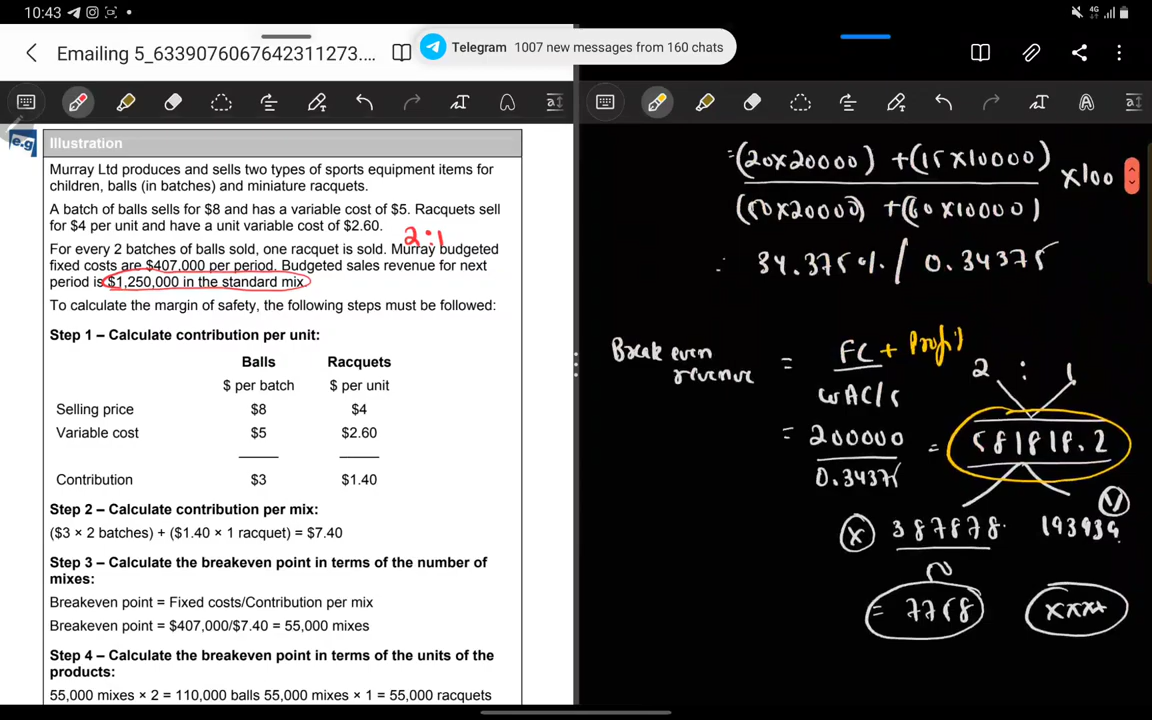 10:43
4G
Emailing 5_6339076067642311273....
Telegram 1007 new messages from 160 chats
e.g
Illustration
Murray Ltd produces and sells two types of sports equipment items for
children, balls (in batches) and miniature racquets.
A batch of balls sells for $8 and has a variable cost of $5. Racquets sell
for $4 per unit and have a unit variable cost of $2.60.
2:1
For every 2 batches of balls sold, one racquet is sold. Murray budgeted
fixed costs are $407,000 per period. Budgeted sales revenue for next
period is $1,250,000 in the standard mix
To calculate the margin of safety, the following steps must be followed:
Step 1 – Calculate contribution per unit:
Balls Racquets
$ per batch $ per unit
Selling price $8 $4
Variable cost $5 $2.60
Contribution $3 $1.40
Step 2 – Calculate contribution per mix:
($3 × 2 batches) + ($1.40 × 1 racquet) = $7.40
Step 3 – Calculate the breakeven point in terms of the number of
mixes:
Breakeven point = Fixed costs/Contribution per mix
Breakeven point = $407,000/$7.40 = 55,000 mixes
Step 4 – Calculate the breakeven point in terms of the units of the
products:
55,000 mixes × 2 = 110,000 balls 55,000 mixes × 1 = 55,000 racquets
= (20x20000) + (15x10000) x100
(50x20000) + (60x10000)
∴ 34.375% / 0.34375
Break even revenue = FC + Profit
WAC/S
2 : 1
= 200000 = 581818.2
0.34375
(x) 387878. 193939.
50
= 7758 xxxx